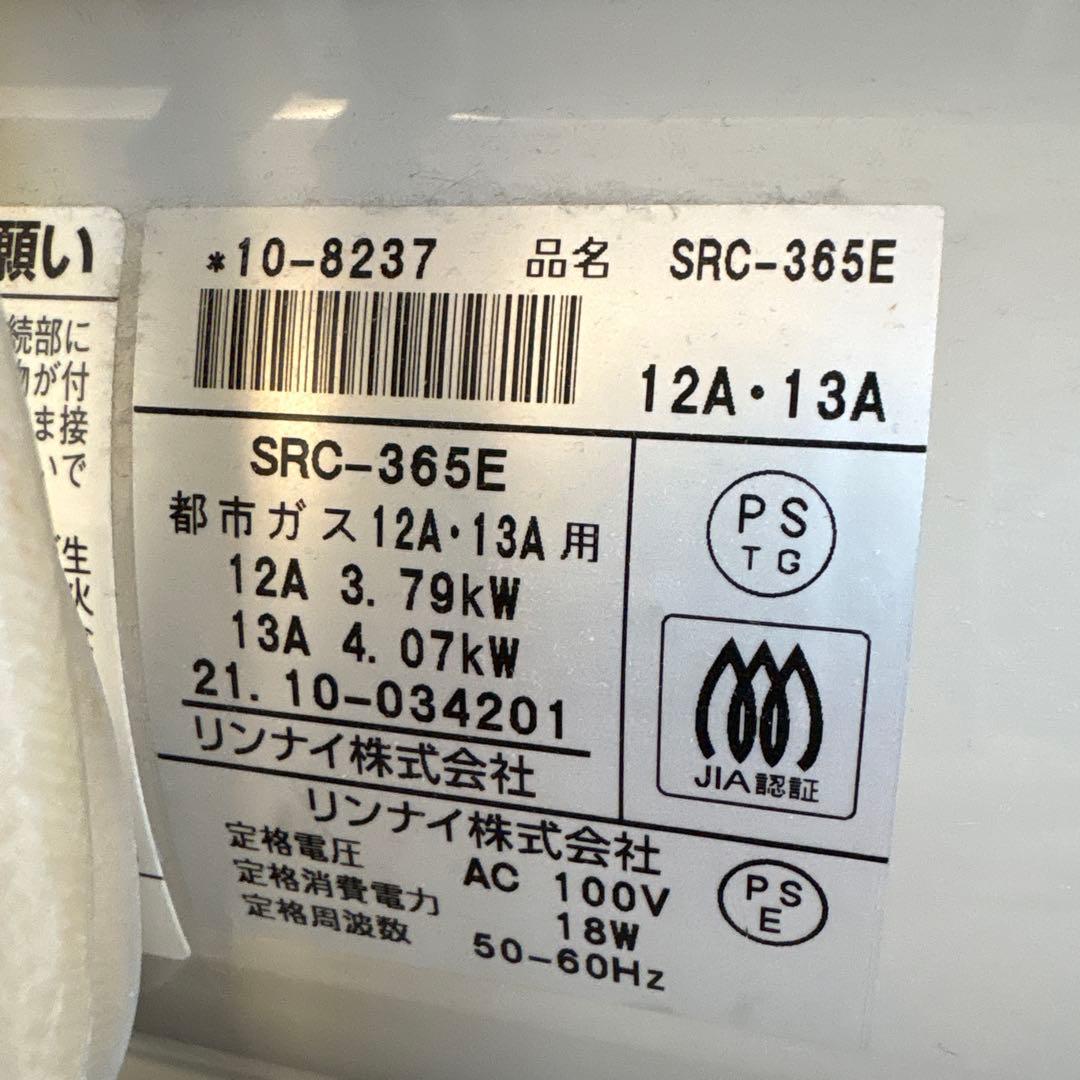 願い
続部に
が付
ま接
いで
生
火
*10-8237 品名 SRC-365E
12A・13A
SRC-365E
都市ガス12A・13A用
12A 3.79kW
13A 4.07kW
21.10-034201
リンナイ株式会社
PS
TG
JIA認証
リンナイ株式会社
定格電圧 AC 100V
定格消費電力 18W
定格周波数 50-60Hz
PS
E